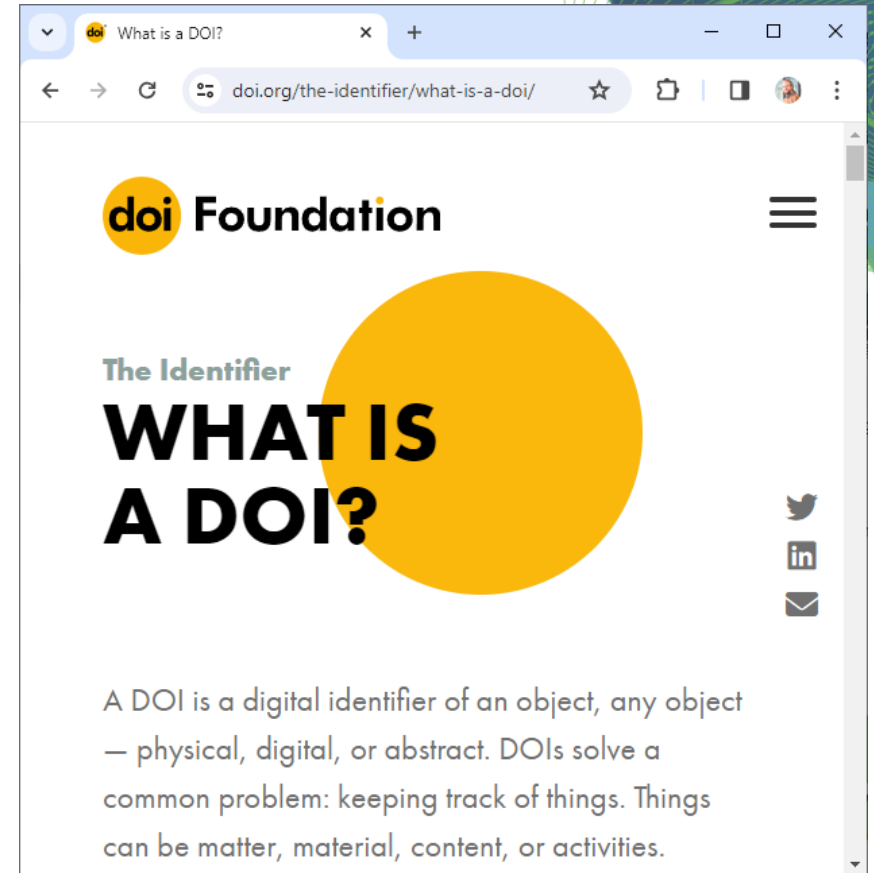 doi What is a DOI?
doi.org/the-identifier/what-is-a-doi/
doi Foundation
The Identifier
WHAT IS
A DOI?
in
A DOI is a digital identifier of an object, any object
— physical, digital, or abstract. DOIs solve a
common problem: keeping track of things. Things
can be matter, material, content, or activities.